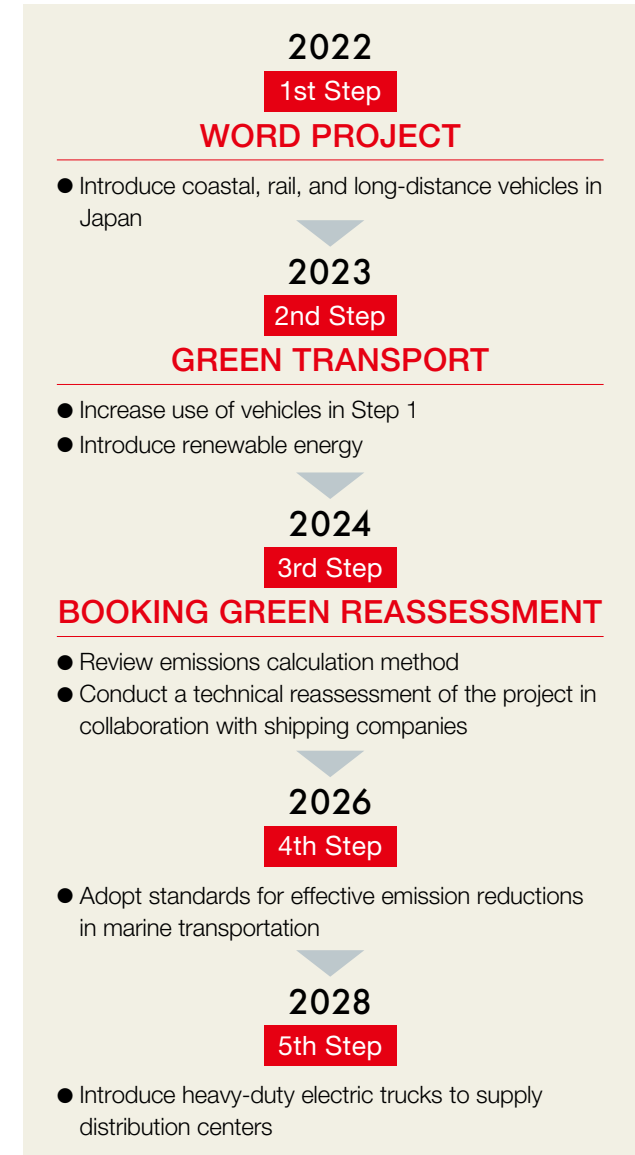 2022
1st Step
WORD PROJECT
● Introduce coastal, rail, and long-distance vehicles in
Japan
2023
2nd Step
GREEN TRANSPORT
● Increase use of vehicles in Step 1
● Introduce renewable energy
2024
3rd Step
BOOKING GREEN REASSESSMENT
● Review emissions calculation method
● Conduct a technical reassessment of the project in
collaboration with shipping companies
2026
4th Step
● Adopt standards for effective emission reductions
in marine transportation
2028
5th Step
● Introduce heavy-duty electric trucks to supply
distribution centers